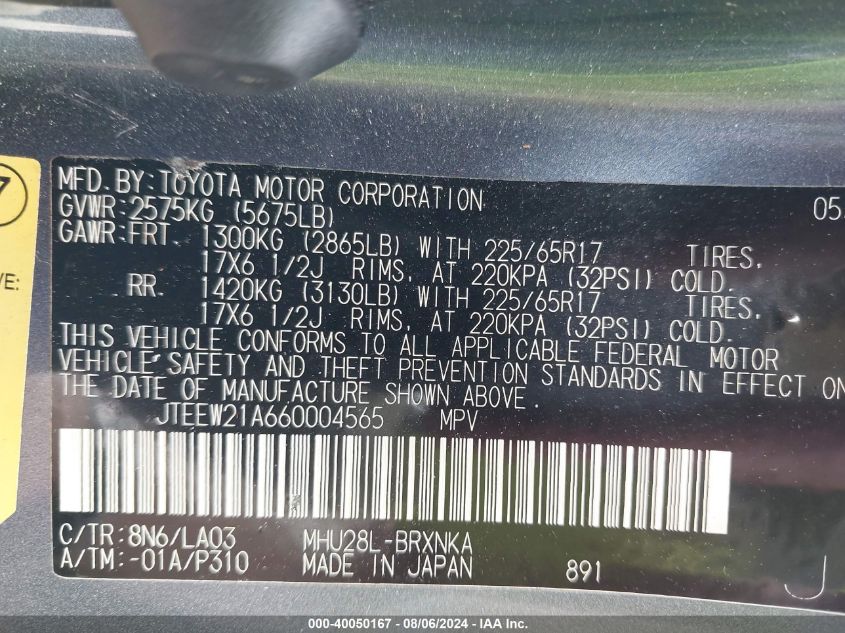 MFD. BY: TOYOTA MOTOR CORPORATION 05
GVWR: 2575KG (5675LB)
GAWR: FRT. 1300KG (2865LB) WITH 225/65R17 TIRES,
17X6 1/2J RIMS, AT 220KPA (32PSI) COLD.
RR. 1420KG (3130LB) WITH 225/65R17 TIRES,
17X6 1/2J RIMS, AT 220KPA (32PSI) COLD.
THIS VEHICLE CONFORMS TO ALL APPLICABLE FEDERAL MOTOR
VEHICLE SAFETY AND THEFT PREVENTION STANDARDS IN EFFECT ON
THE DATE OF MANUFACTURE SHOWN ABOVE.
JTEEW21A660004565 MPV
C/TR: 8N6/LA03 MHU28L-BRXNKA
A/TM: -01A/P310 MADE IN JAPAN 891
7
VE:
000-40050167 - 08/06/2024 - IAA Inc.